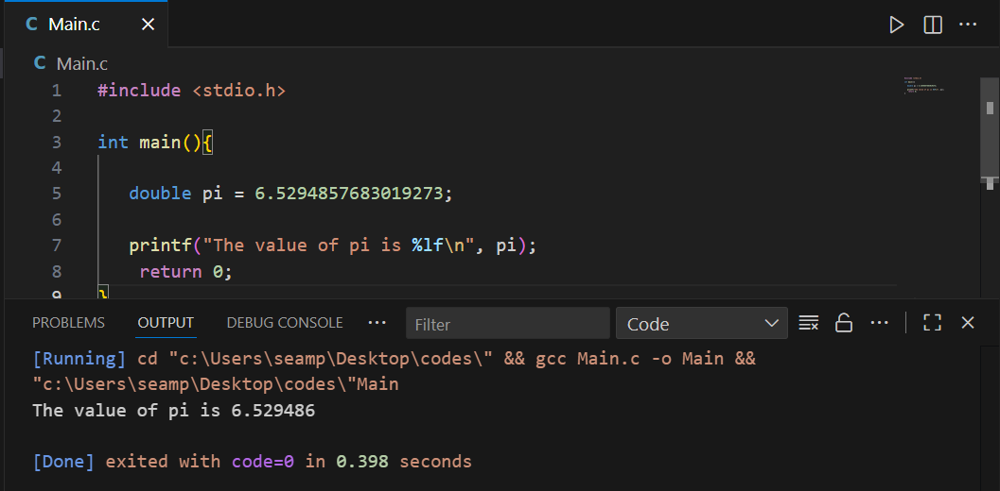 C Main.c ×
C Main.c
1 #include <stdio.h>
2
3 int main(){
4
5 double pi = 6.5294857683019273;
6
7 printf("The value of pi is %lf\n", pi);
8 return 0;
9 }
PROBLEMS OUTPUT DEBUG CONSOLE ··· Filter Code ···
[Running] cd "c:\Users\seamp\Desktop\codes\" && gcc Main.c -o Main &&
"c:\Users\seamp\Desktop\codes\"Main
The value of pi is 6.529486
[Done] exited with code=0 in 0.398 seconds